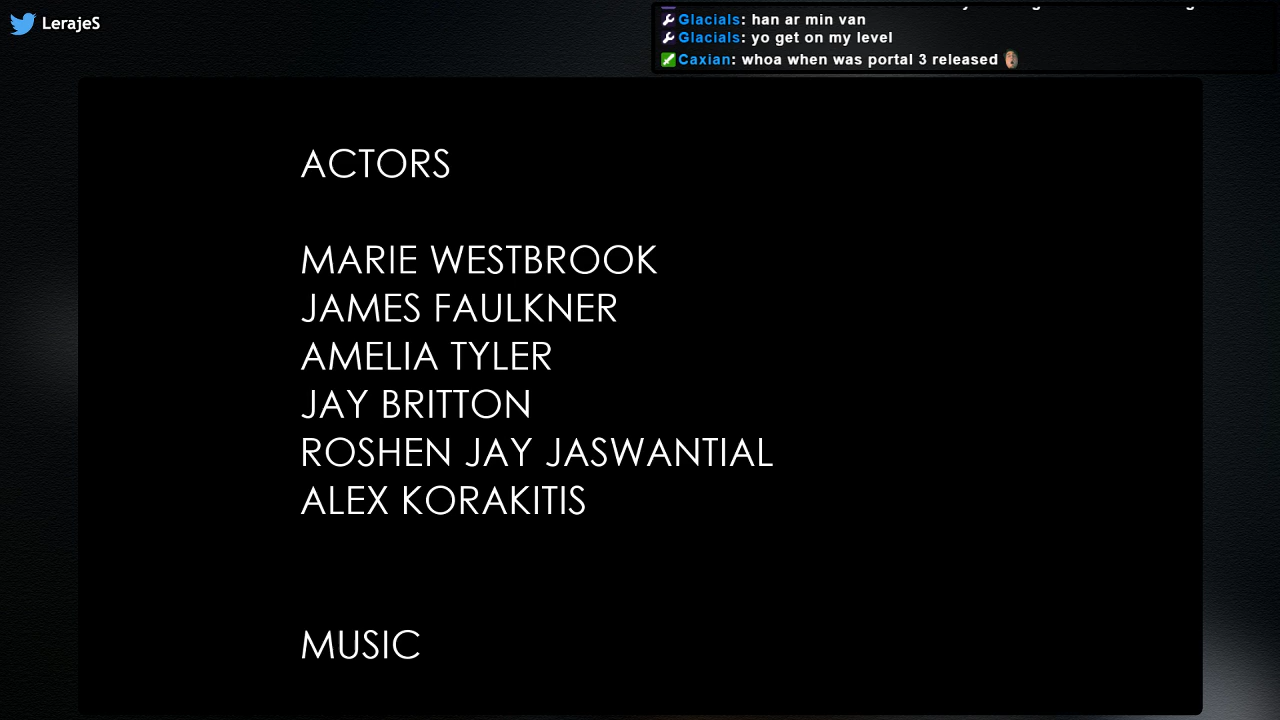 LerajeS
Glacials: han ar min van
Glacials: yo get on my level
Caxian: whoa when was portal 3 released
ACTORS
MARIE WESTBROOK
JAMES FAULKNER
AMELIA TYLER
JAY BRITTON
ROSHEN JAY JASWANTIAL
ALEX KORAKITIS
MUSIC